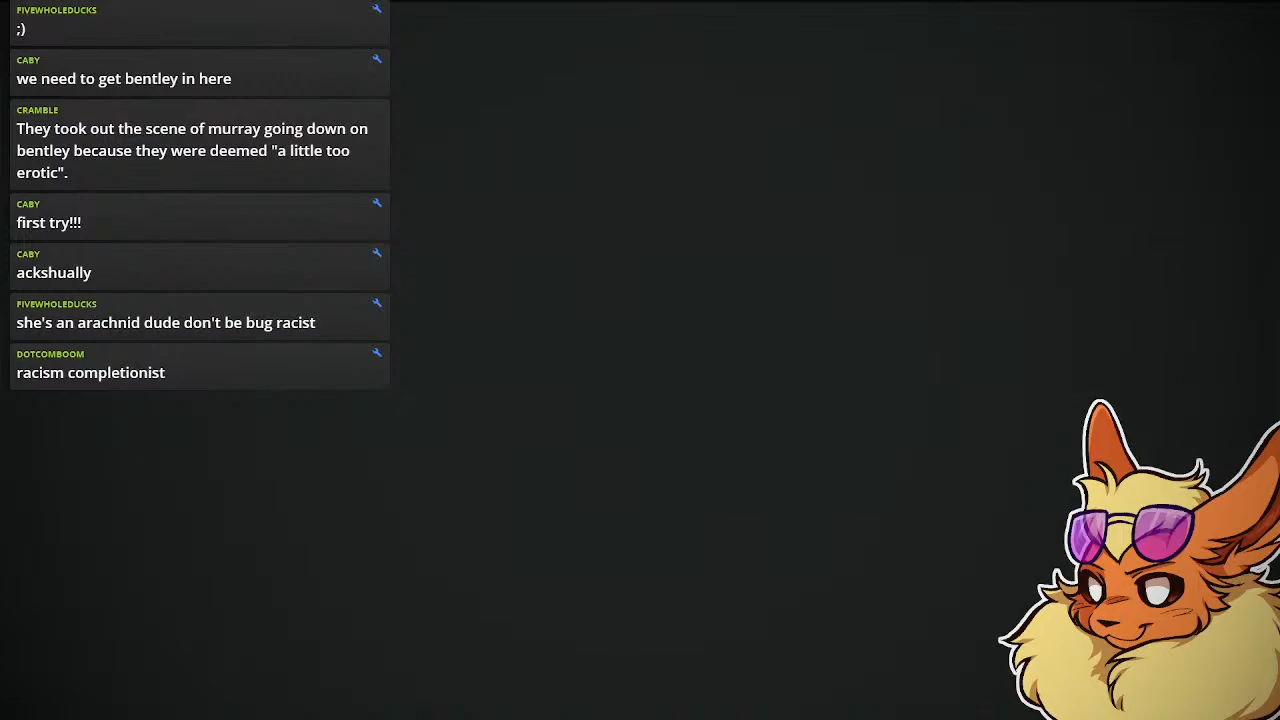 FIVEWHOLEDUCKS
;)
CABY
we need to get bentley in here
CRAMBLE
They took out the scene of murray going down on
bentley because they were deemed "a little too
erotic".
CABY
first try!!!
CABY
ackshually
FIVEWHOLEDUCKS
she's an arachnid dude don't be bug racist
DOTCOMBOOM
racism completionist